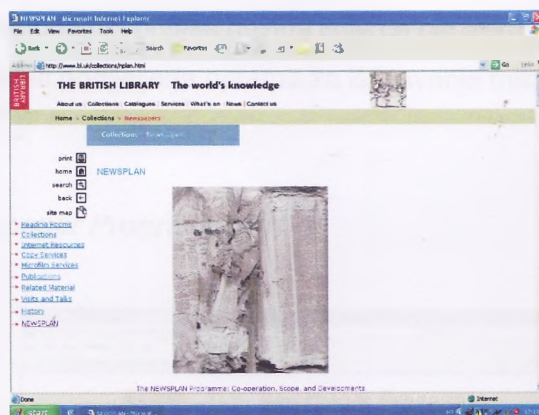 NEWSPLAN - Microsoft Internet Explorer
File Edit View Favorites Tools Help
Back Search Favorites
Address http://www.bl.uk/collections/nplan.html Go Links
BRITISH LIBRARY
THE BRITISH LIBRARY The world's knowledge
About us Collections Catalogues Services What's on News Contact us
Home > Collections > Newspapers
Collections Newspapers
print
home
NEWSPLAN
search
back
site map
Reading Rooms
Collections
Internet Resources
Copy Services
Microfilm Services
Publications
Related Material
Visits and Talks
History
NEWSPLAN
The NEWSPLAN Programme: Co-operation, Scope, and Developments
Done Internet
start